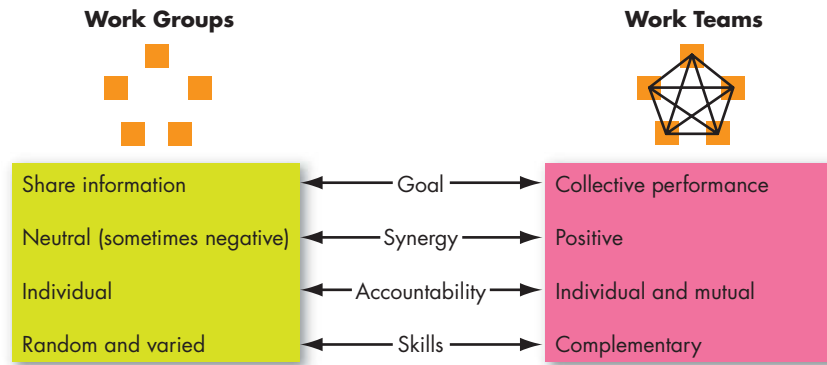 Work Groups
Work Teams
Share information
Goal
Collective performance
Neutral (sometimes negative)
Synergy
Positive
Individual
Accountability
Individual and mutual
Random and varied
Skills
Complementary